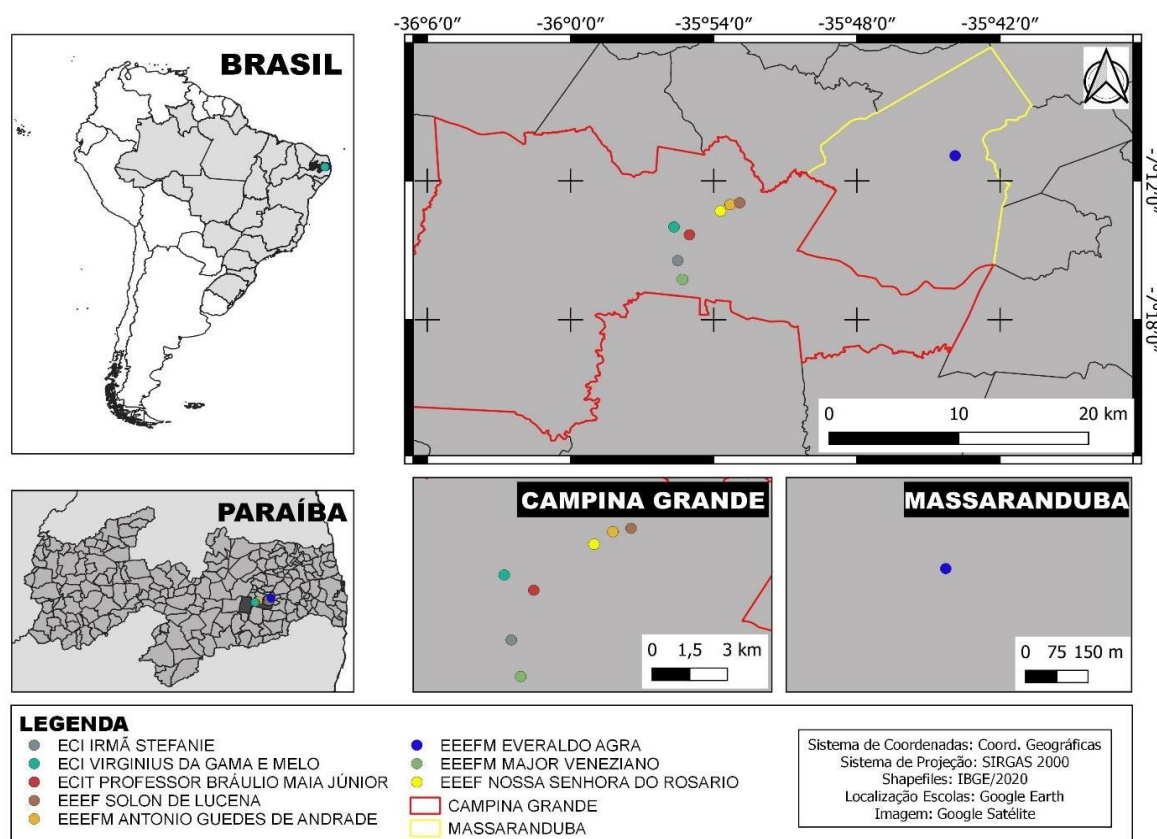 BRASIL
-36°6′0″ -36°0′0″ -35°54′0″ -35°48′0″ -35°42′0″
-7°12′0″
-7°18′0″
0 10 20 km
PARAÍBA
CAMPINA GRANDE
0 1,5 3 km
MASSARANDUBA
0 75 150 m
LEGENDA
ECI IRMÃ STEFANIE
ECI VIRGINIUS DA GAMA E MELO
ECIT PROFESSOR BRÁULIO MAIA JÚNIOR
EEEF SOLON DE LUCENA
EEEFM ANTONIO GUEDES DE ANDRADE
EEEFM EVERALDO AGRA
EEEFM MAJOR VENEZIANO
EEEF NOSSA SENHORA DO ROSARIO
CAMPINA GRANDE
MASSARANDUBA
Sistema de Coordenadas: Coord. Geográficas
Sistema de Projeção: SIRGAS 2000
Shapefiles: IBGE/2020
Localização Escolas: Google Earth
Imagem: Google Satélite